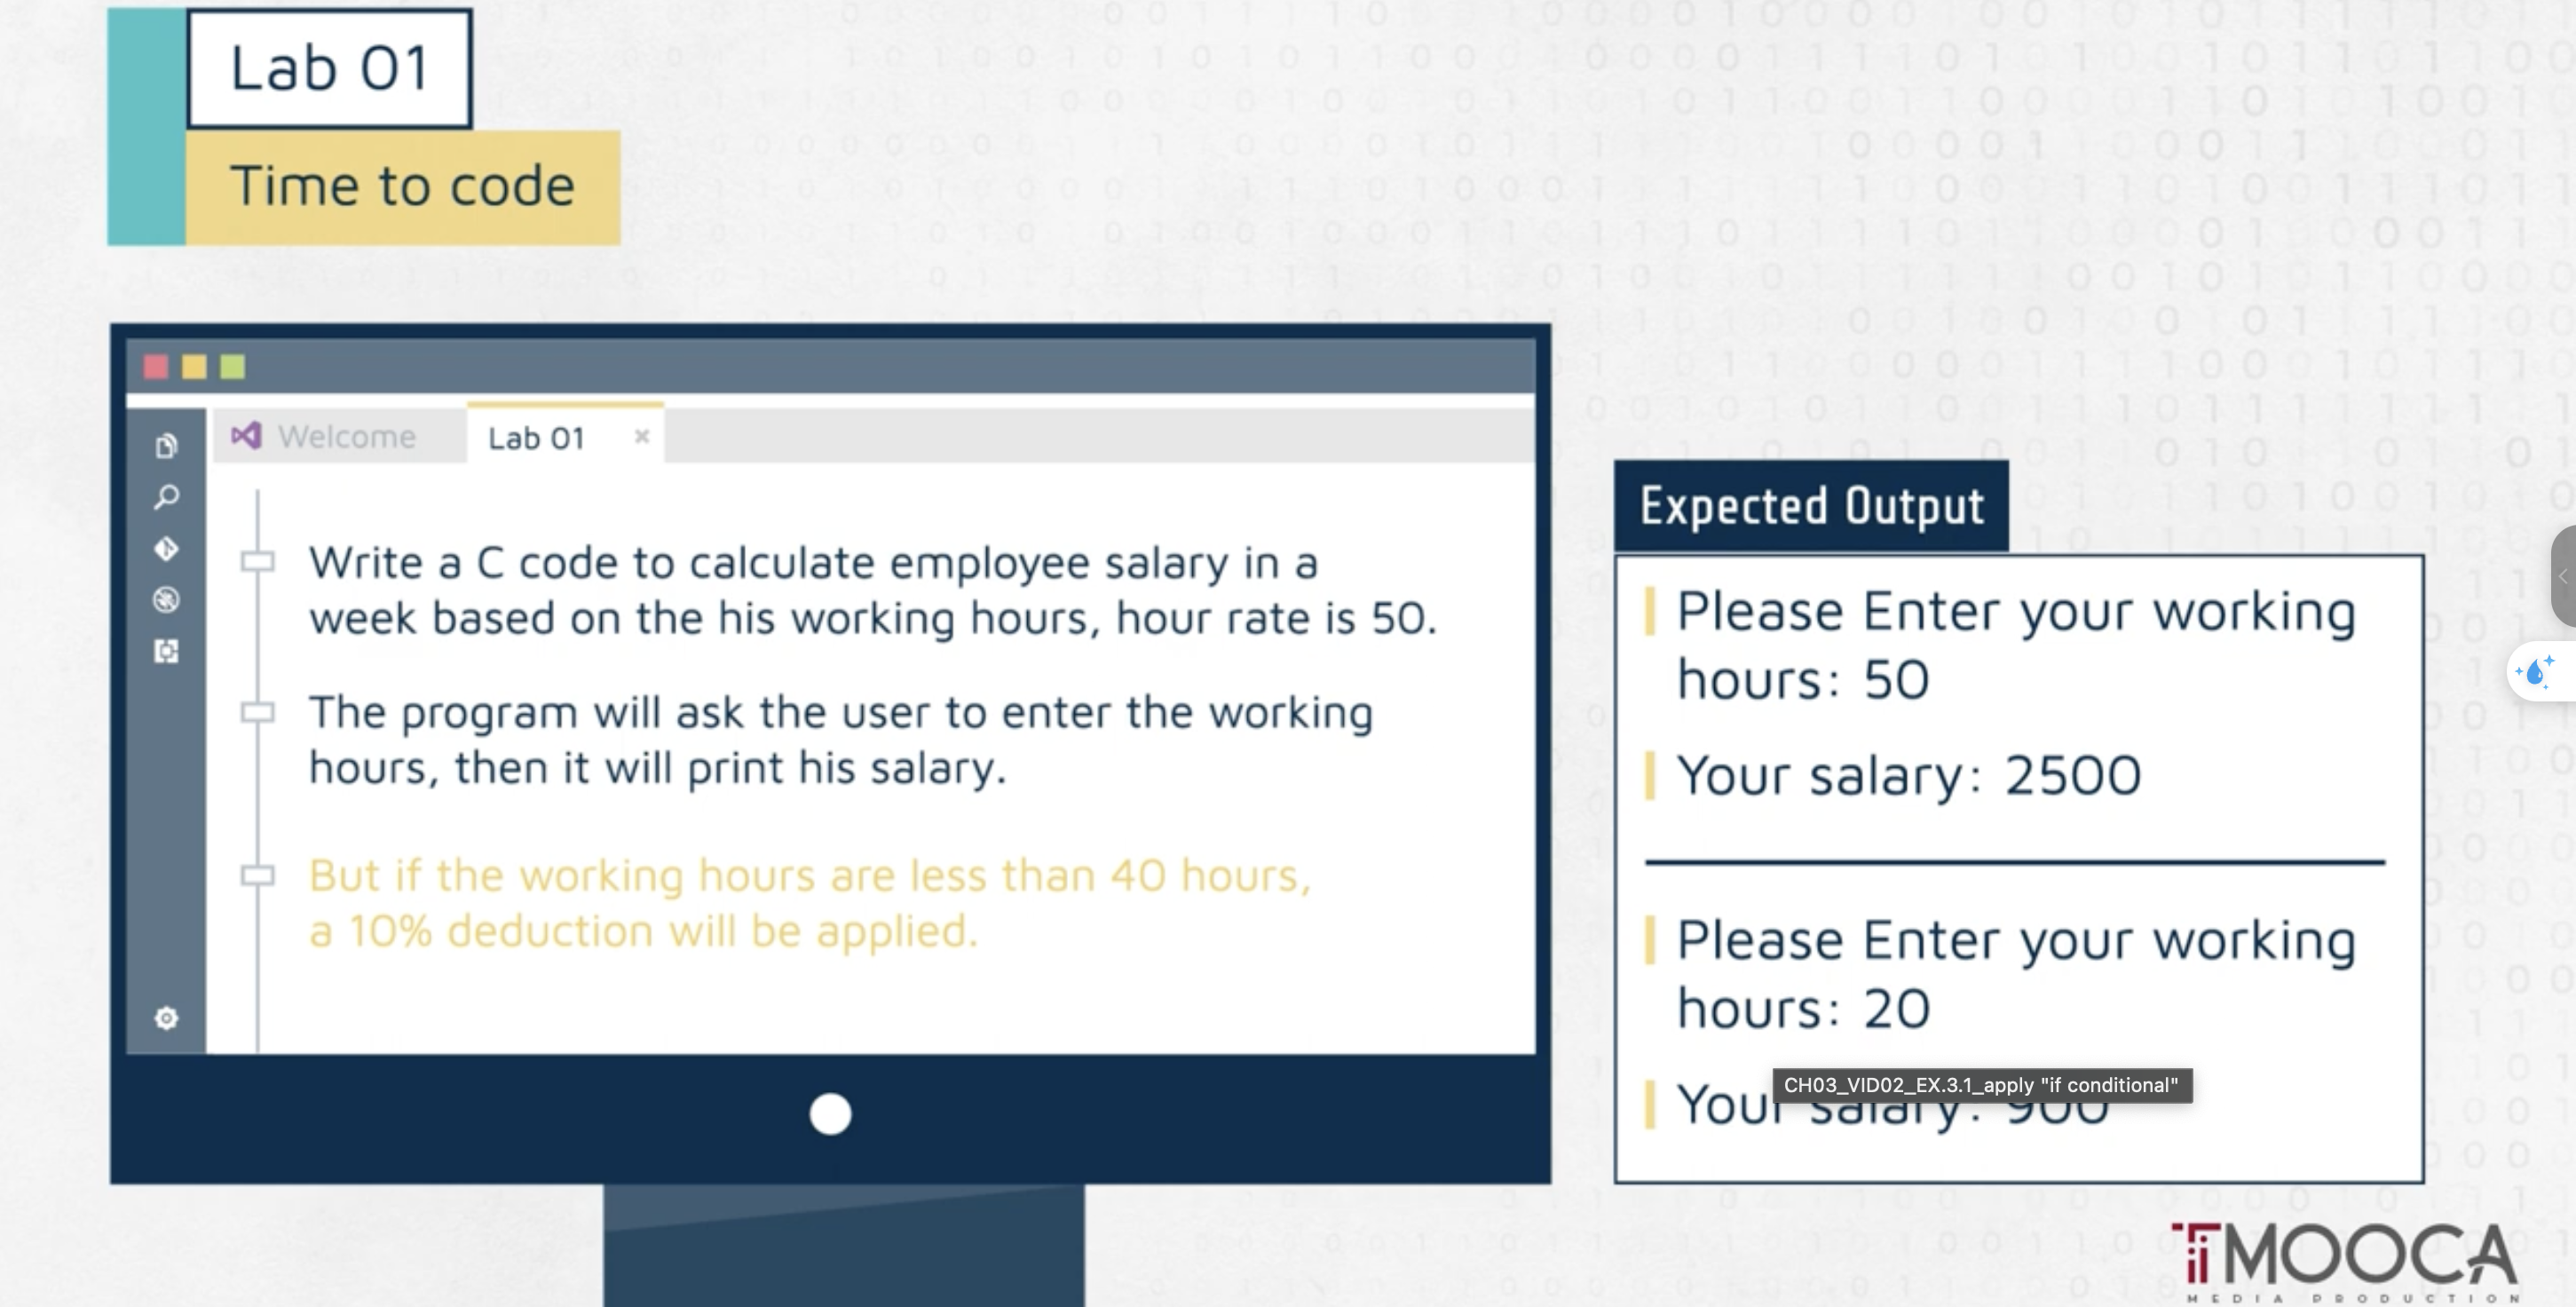 Lab 01
Time to code
Welcome
Lab 01
Write a C code to calculate employee salary in a
week based on the his working hours, hour rate is 50.
The program will ask the user to enter the working
hours, then it will print his salary.
But if the working hours are less than 40 hours,
a 10% deduction will be applied.
Expected Output
Please Enter your working
hours: 50
Your salary: 2500
Please Enter your working
hours: 20
CH03_VID02_EX.3.1_apply "if conditional"
Your salary: 900
MOOCA
MEDIA PRODUCTION